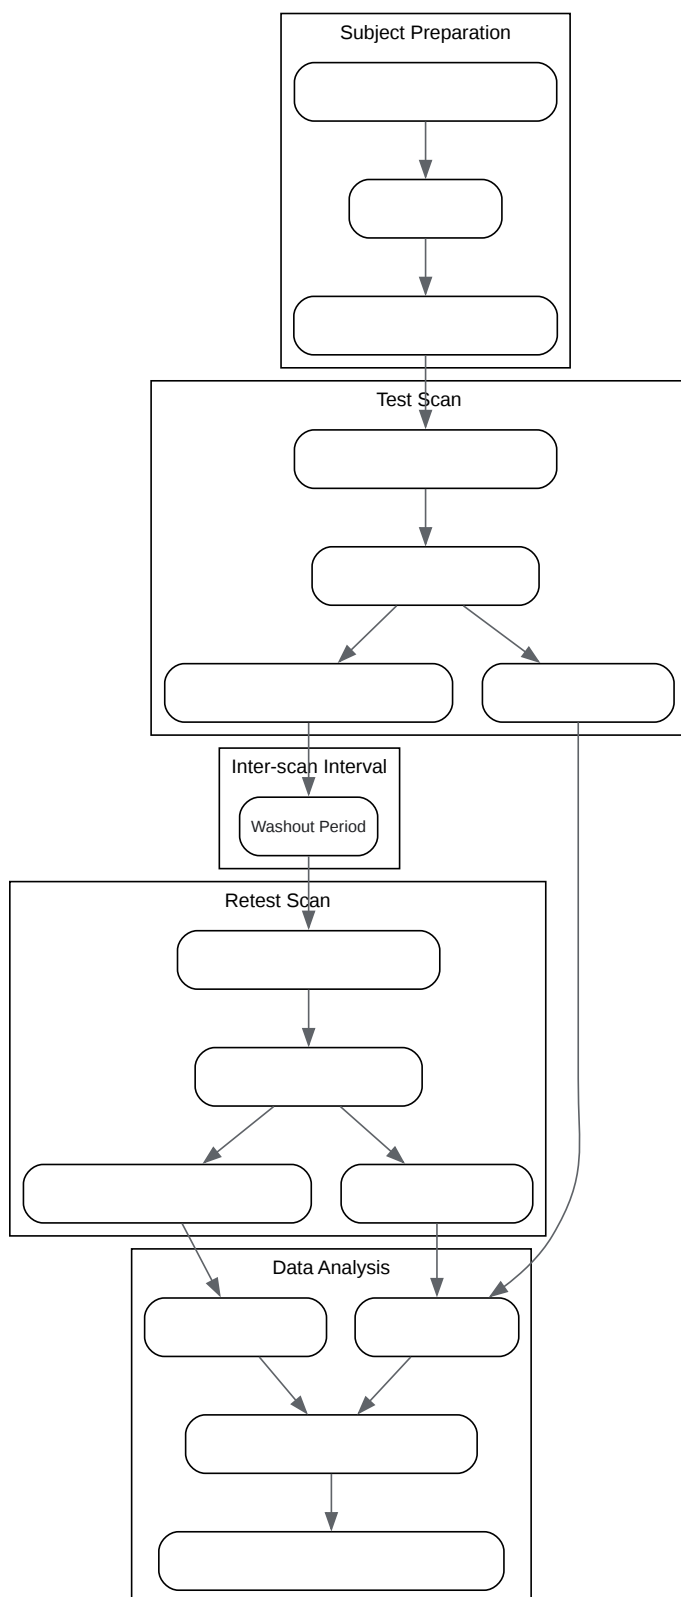 Subject Preparation
Test Scan
Inter-scan Interval
Washout Period
Retest Scan
Data Analysis